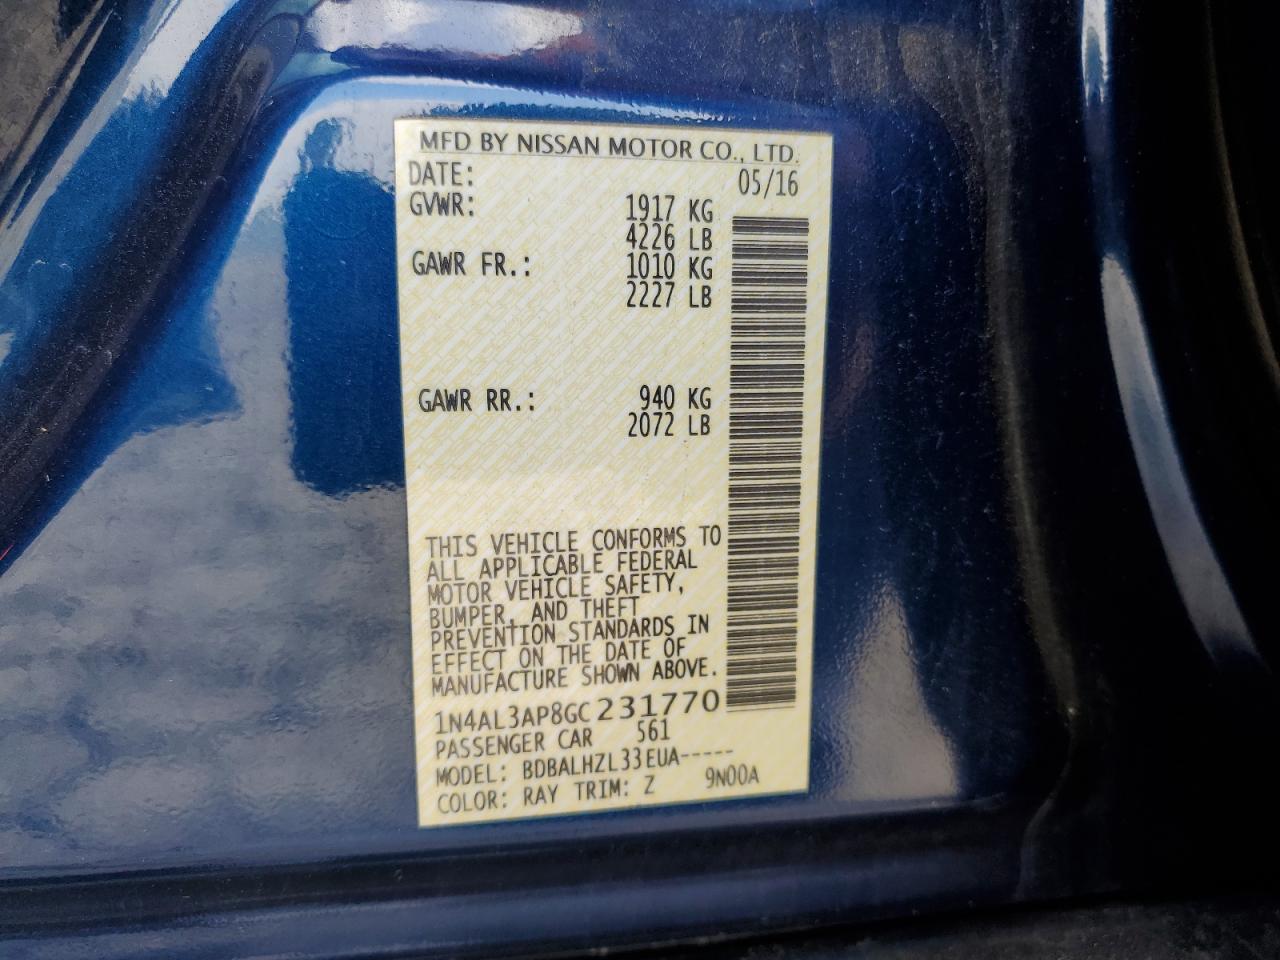 MFD BY NISSAN MOTOR CO., LTD.
DATE: 05/16
GVWR: 1917 KG
4226 LB
GAWR FR.: 1010 KG
2227 LB
GAWR RR.: 940 KG
2072 LB
THIS VEHICLE CONFORMS TO
ALL APPLICABLE FEDERAL
MOTOR VEHICLE SAFETY,
BUMPER, AND THEFT
PREVENTION STANDARDS IN
EFFECT ON THE DATE OF
MANUFACTURE SHOWN ABOVE.
1N4AL3AP8GC231770
PASSENGER CAR 561
MODEL: BDBALHZL33EUA-----
COLOR: RAY TRIM: Z 9N00A